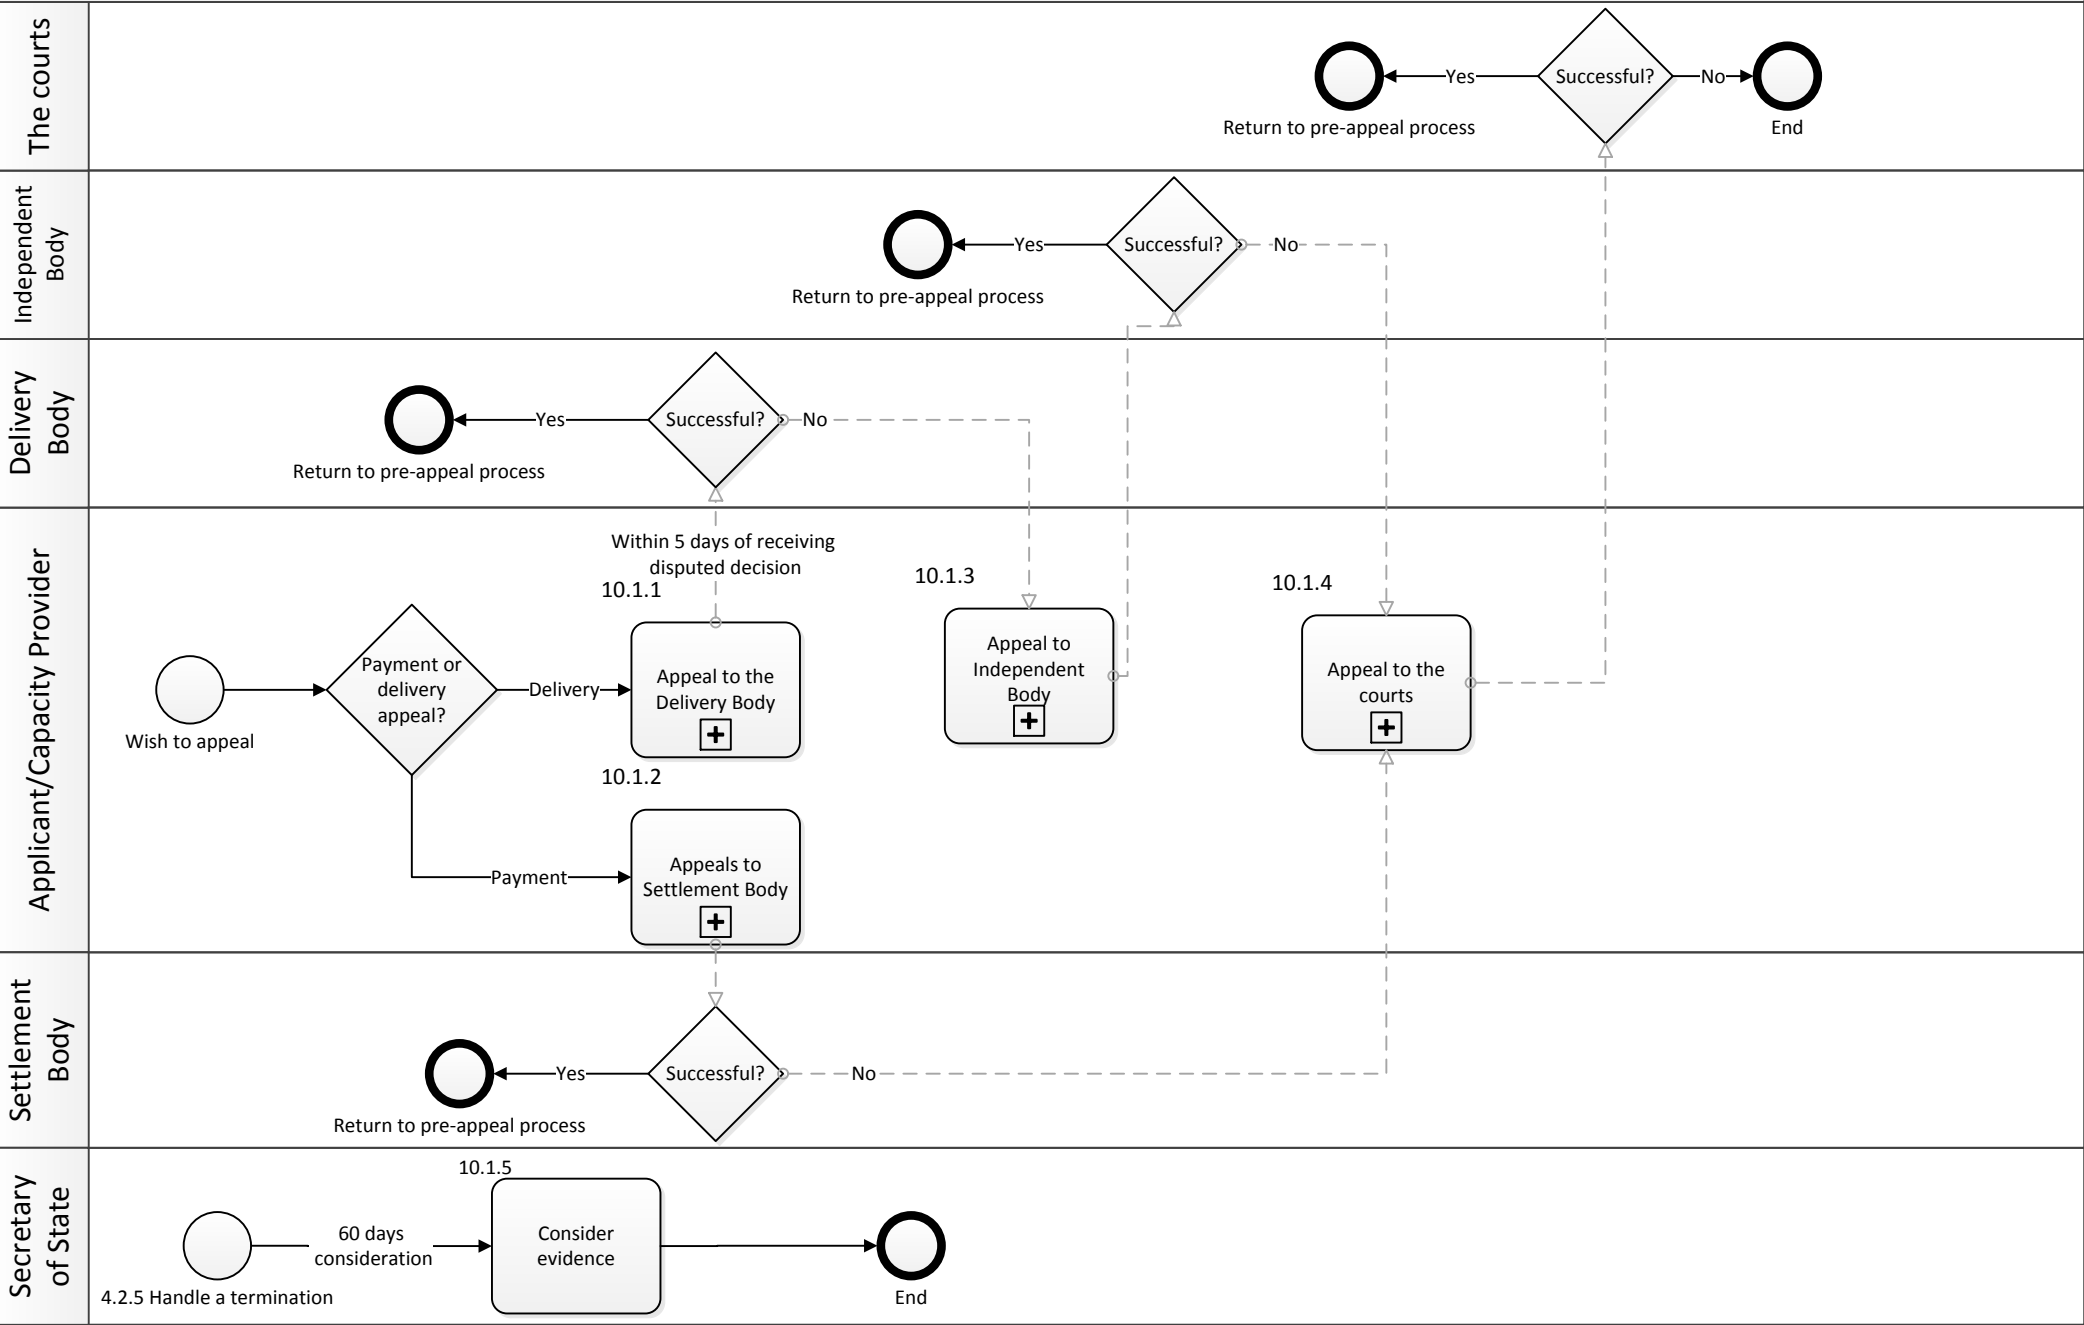 The courts
Successful?
Yes
No
Return to pre-appeal process
End
Independent
Body
Successful?
Yes
No
Return to pre-appeal process
Delivery
Body
Successful?
Yes
No
Return to pre-appeal process
Applicant/Capacity Provider
Within 5 days of receiving
disputed decision
10.1.1
10.1.3
10.1.4
Wish to appeal
Payment or
delivery
appeal?
Delivery
Appeal to the
Delivery Body
Appeal to
Independent
Body
Appeal to the
courts
10.1.2
Payment
Appeals to
Settlement Body
Settlement
Body
Successful?
Yes
No
Return to pre-appeal process
Secretary
of State
10.1.5
60 days
consideration
Consider
evidence
4.2.5 Handle a termination
End